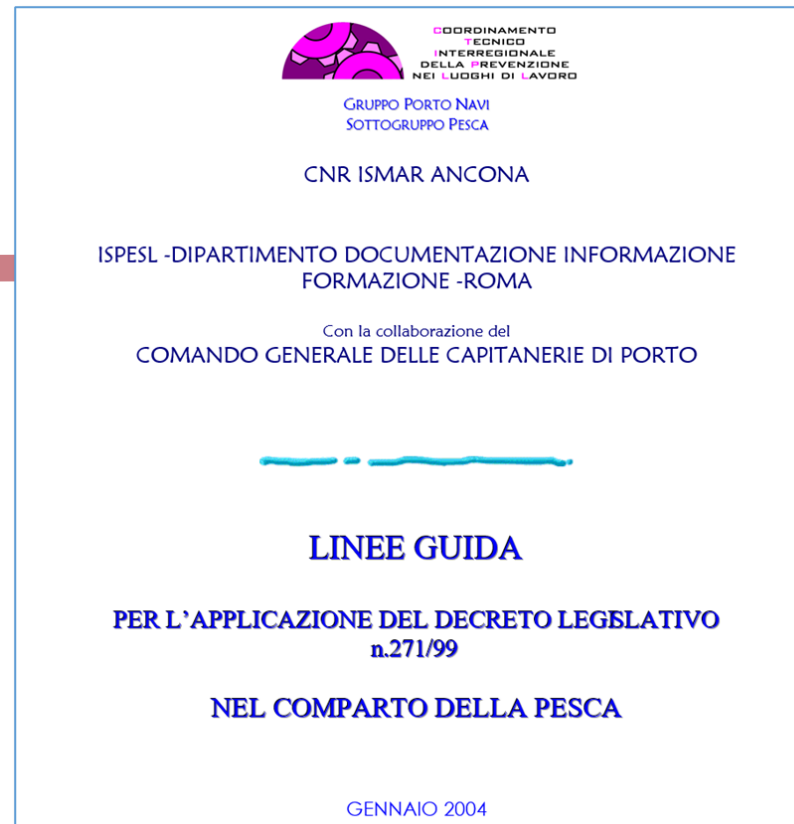 COORDINAMENTO
TECNICO
INTERREGIONALE
DELLA PREVENZIONE
NEI LUOGHI DI LAVORO
GRUPPO PORTO NAVI
SOTTOGRUPPO PESCA
CNR ISMAR ANCONA
ISPESL -DIPARTIMENTO DOCUMENTAZIONE INFORMAZIONE
FORMAZIONE -ROMA
Con la collaborazione del
COMANDO GENERALE DELLE CAPITANERIE DI PORTO
LINEE GUIDA
PER L'APPLICAZIONE DEL DECRETO LEGISLATIVO
n.271/99
NEL COMPARTO DELLA PESCA
GENNAIO 2004